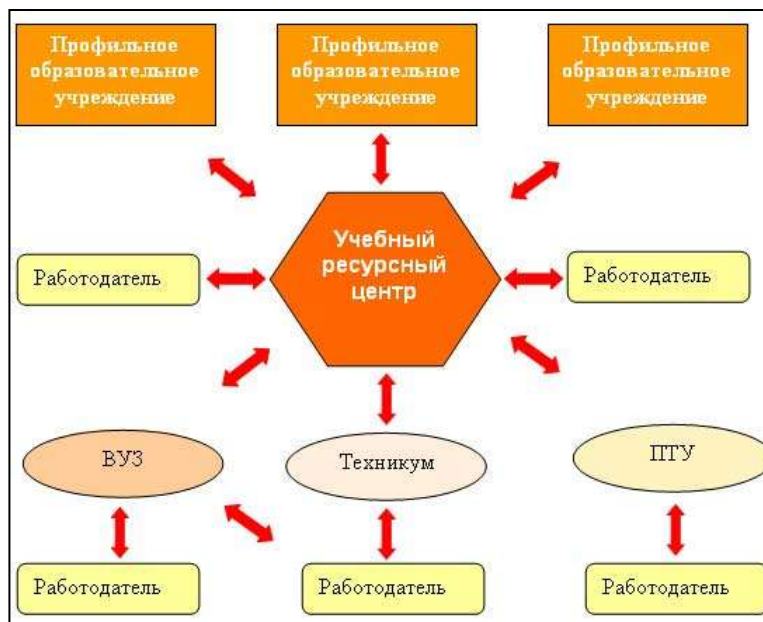 Профильное
образовательное
учреждение
Профильное
образовательное
учреждение
Профильное
образовательное
учреждение
Учебный
ресурсный
центр
Работодатель
Работодатель
ВУЗ
Техникум
ПТУ
Работодатель
Работодатель
Работодатель